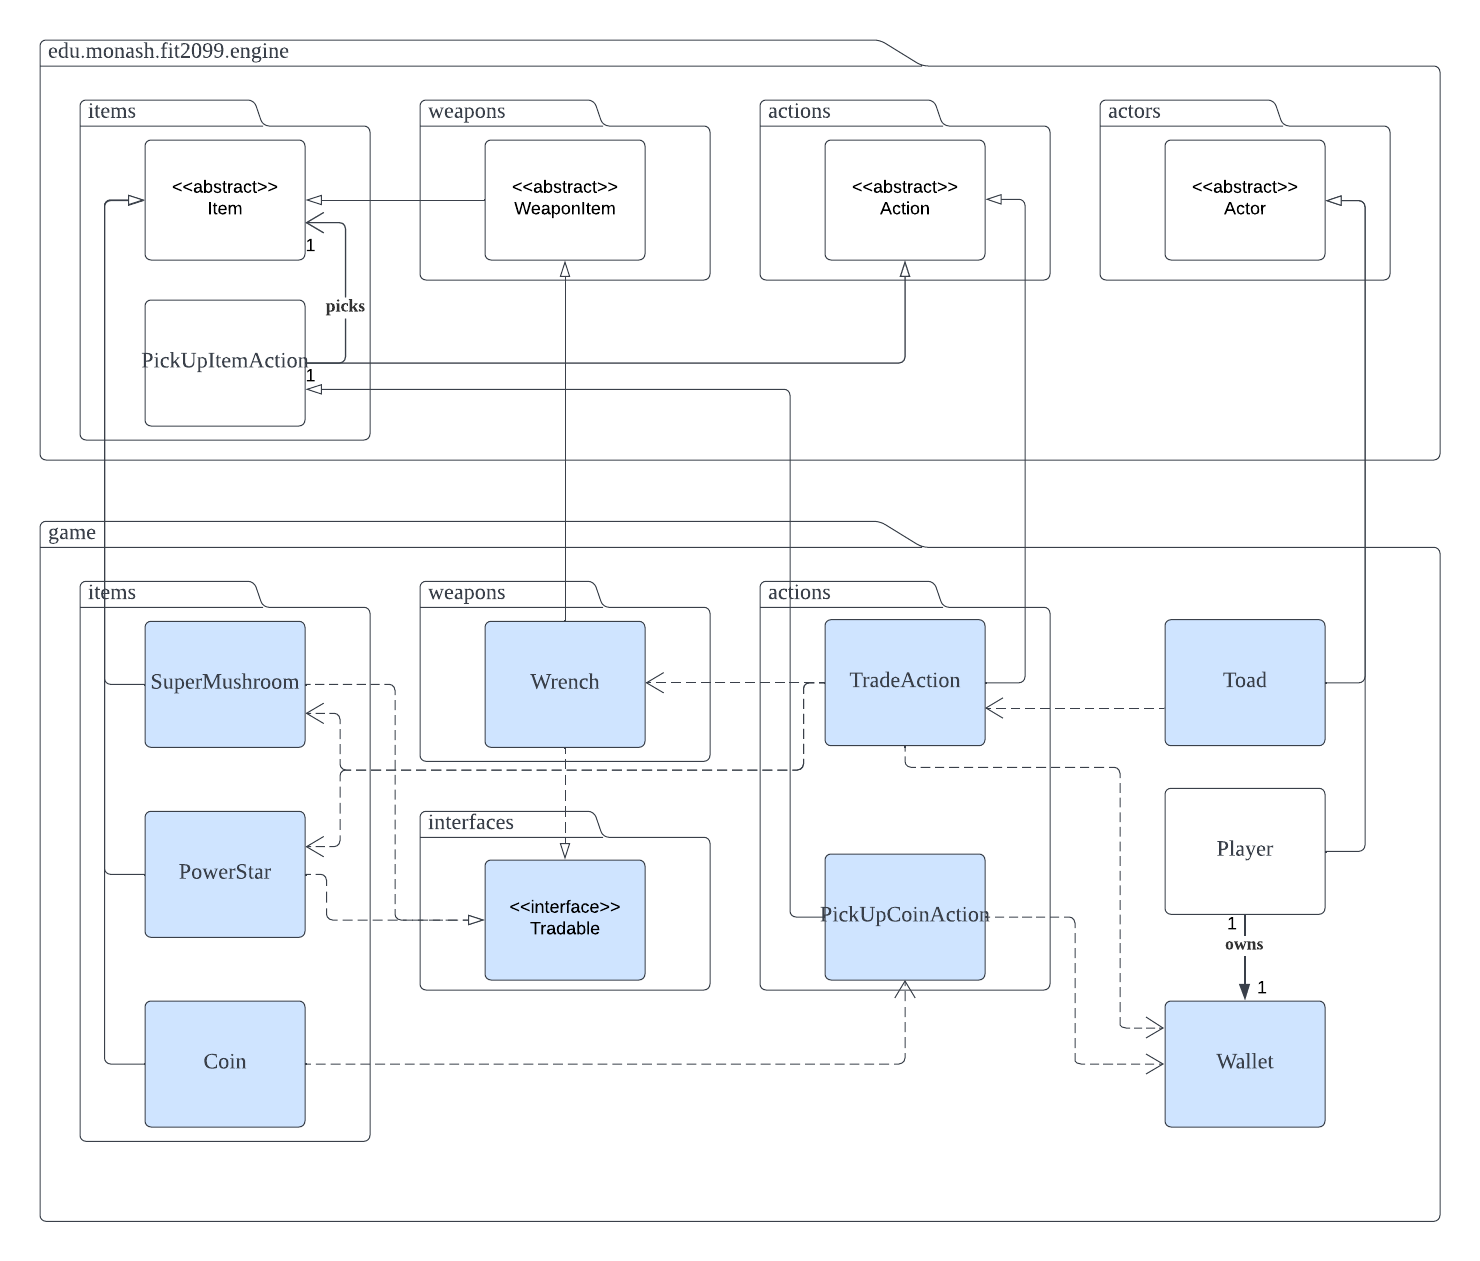 edu.monash.fit2099.engine
items
weapons
actions
actors
<<abstract>>
Item
<<abstract>>
WeaponItem
<<abstract>>
Action
<<abstract>>
Actor
1
picks
PickUpItemAction
1
game
items
weapons
actions
SuperMushroom
Wrench
TradeAction
Toad
interfaces
Player
PowerStar
<<interface>>
Tradable
PickUpCoinAction
1
owns
1
Coin
Wallet